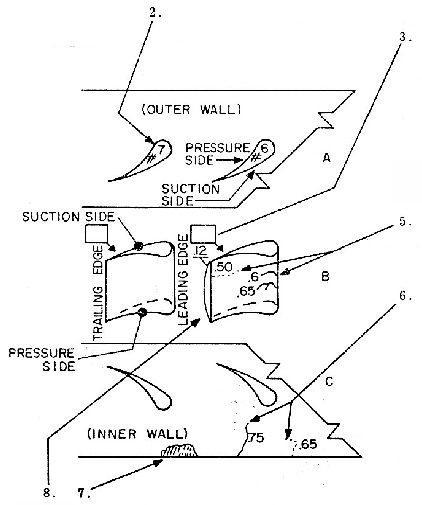 2.
3.
(OUTER WALL)
#7
PRESSURE
SIDE
#6
A
SUCTION
SIDE
SUCTION SIDE
TRAILING EDGE
LEADING EDGE
12
.50
.6
.65
5.
B
6.
PRESSURE
SIDE
C
(INNER WALL)
.75
.65
8.
7.